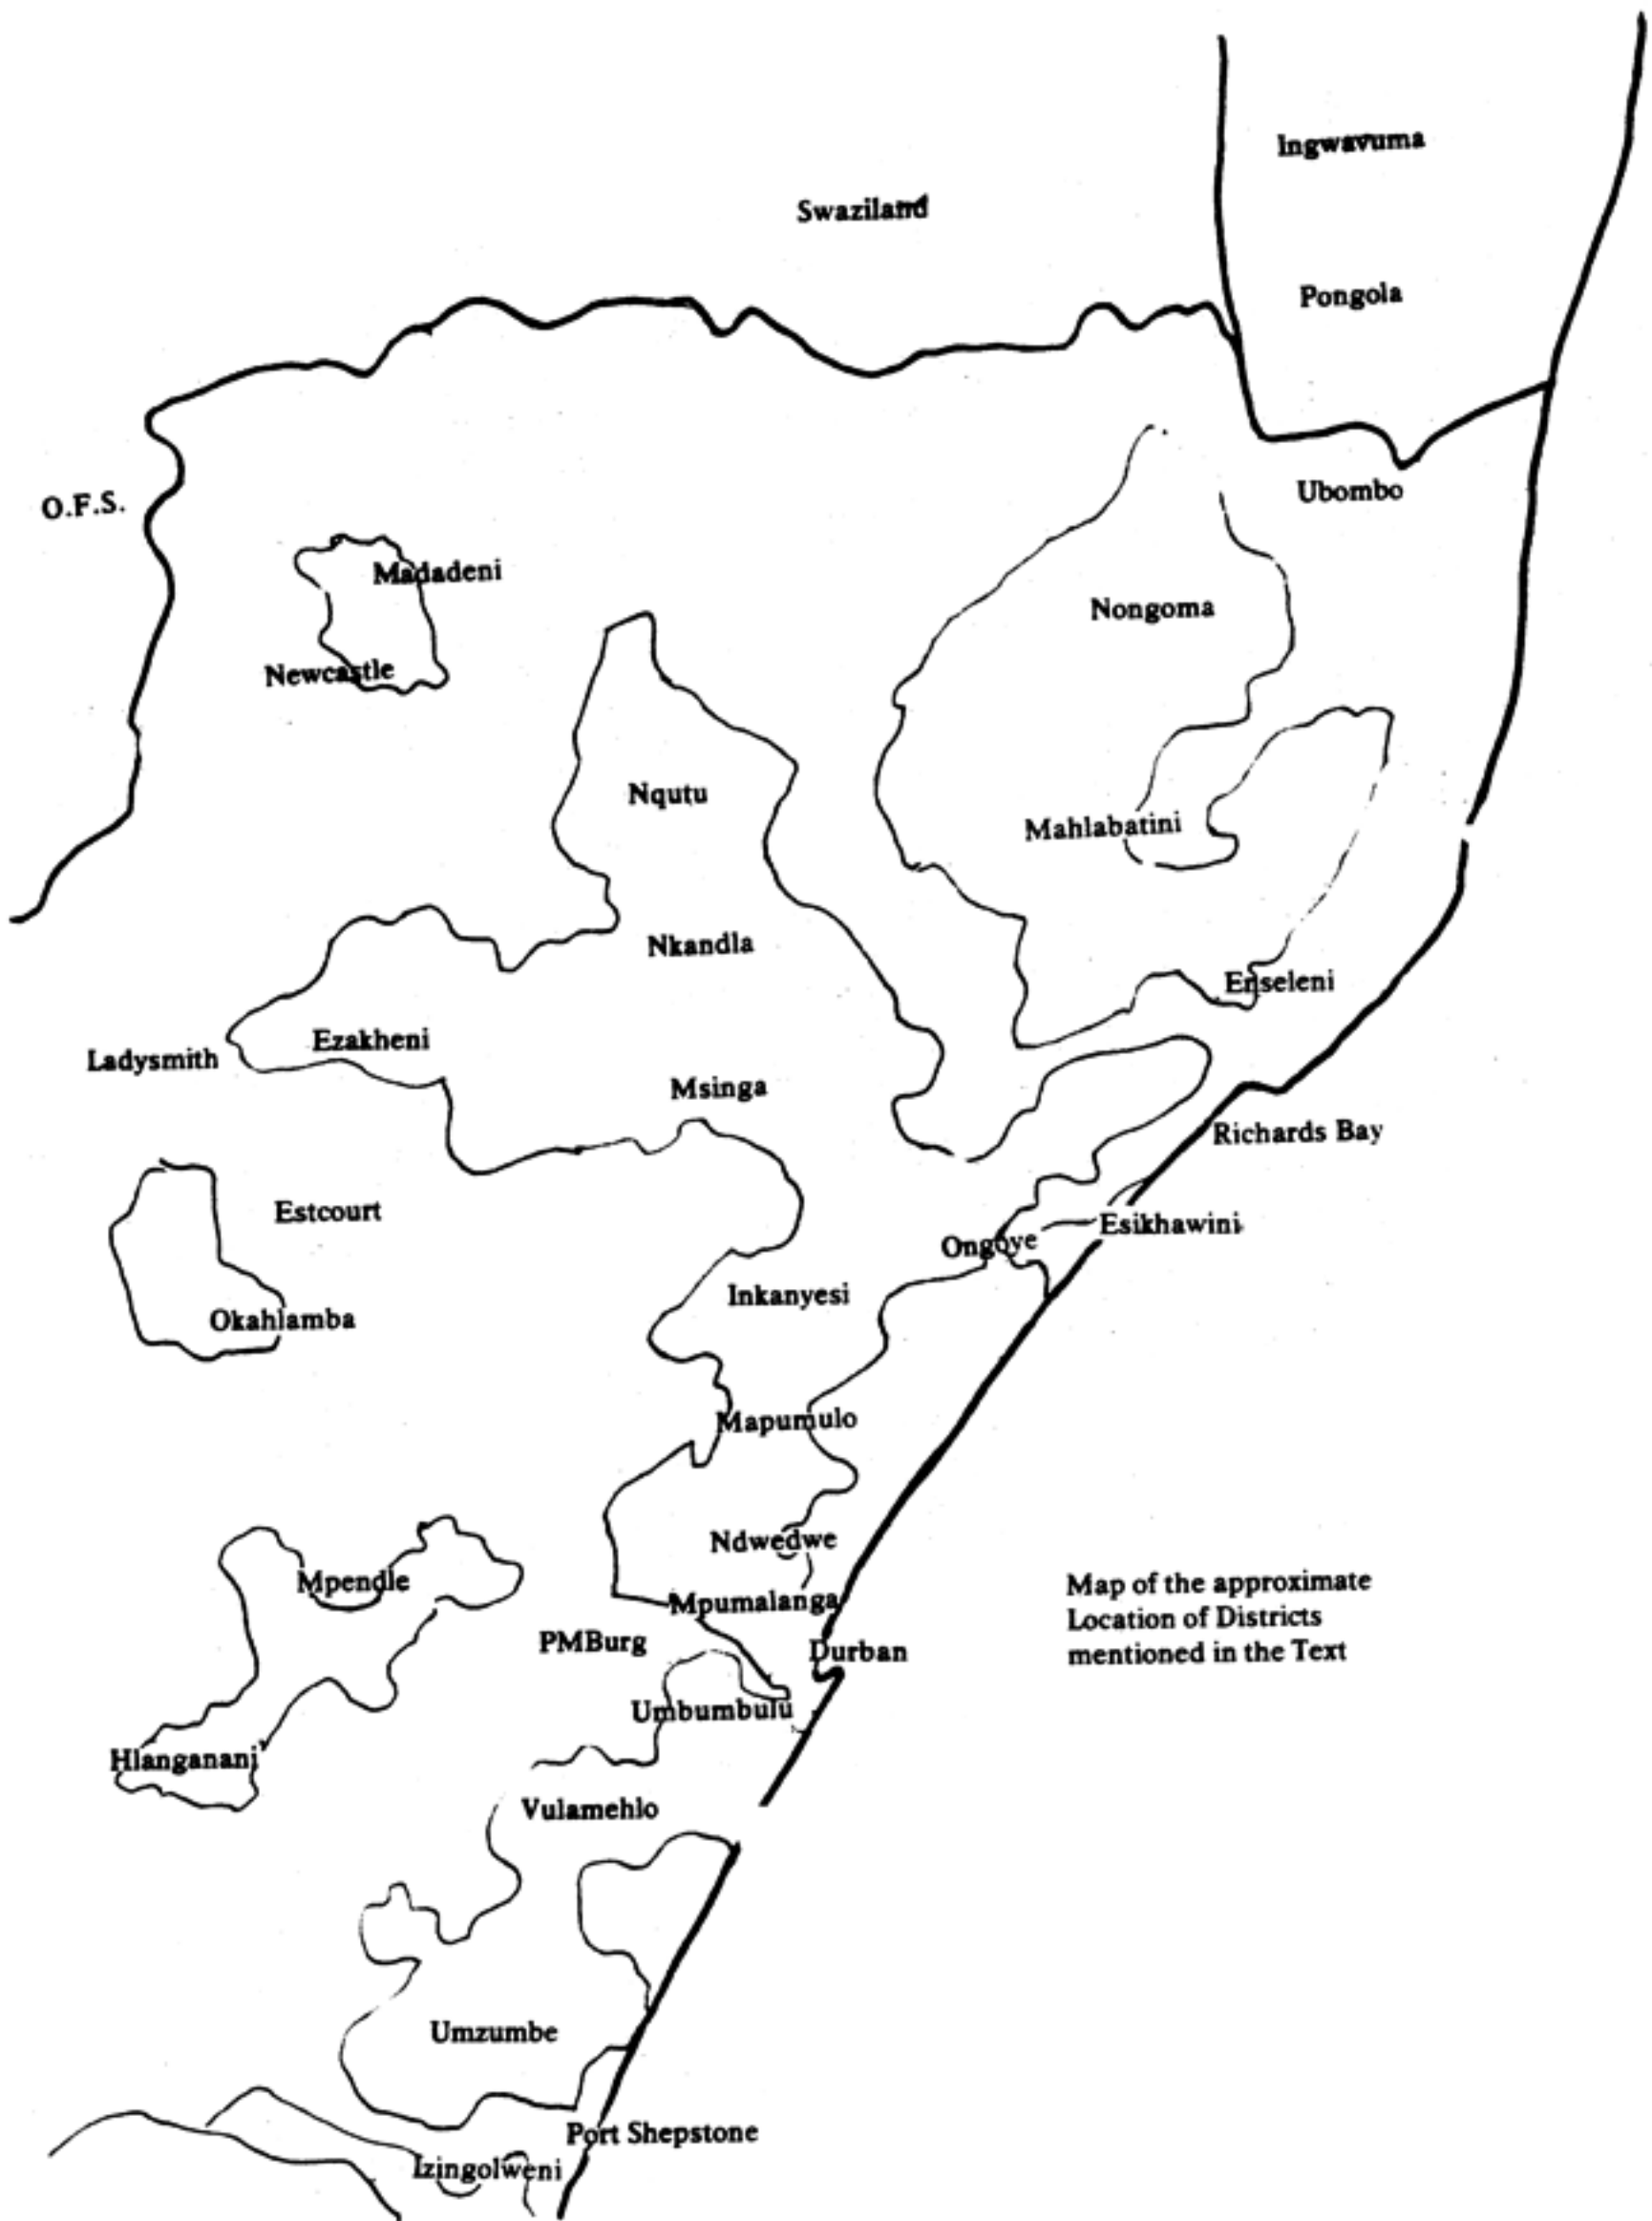 Ingwavuma
Swaziland
Pongola
Ubombo
O.F.S.
Madadeni
Nongoma
Newcastle
Nqutu
Mahlabatini
Nkandla
Enseleni
Ezakheni
Ladysmith
Msinga
Richards Bay
Estcourt
Esikhawini
Ongoye
Inkanyesi
Okahlamba
Mapumulo
Ndwedwe
Mpendle
Mpumalanga
Map of the approximate
Location of Districts
mentioned in the Text
PMBurg
Durban
Umbumbulu
Hlanganani
Vulamehlo
Umzumbe
Port Shepstone
Izingolweni